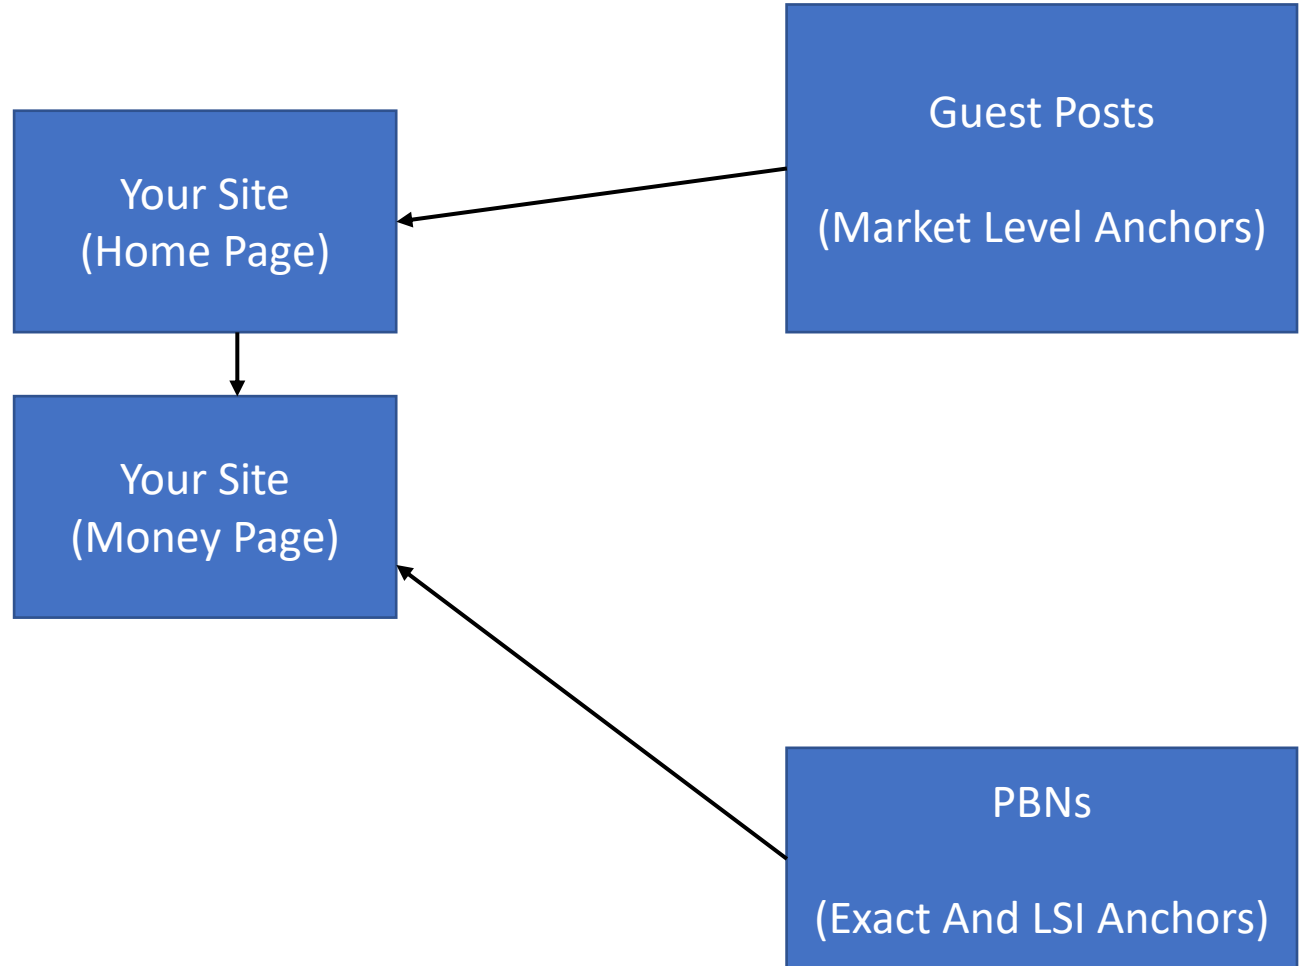 Guest Posts
(Market Level Anchors)
Your Site
(Home Page)
Your Site
(Money Page)
PBNs
(Exact And LSI Anchors)